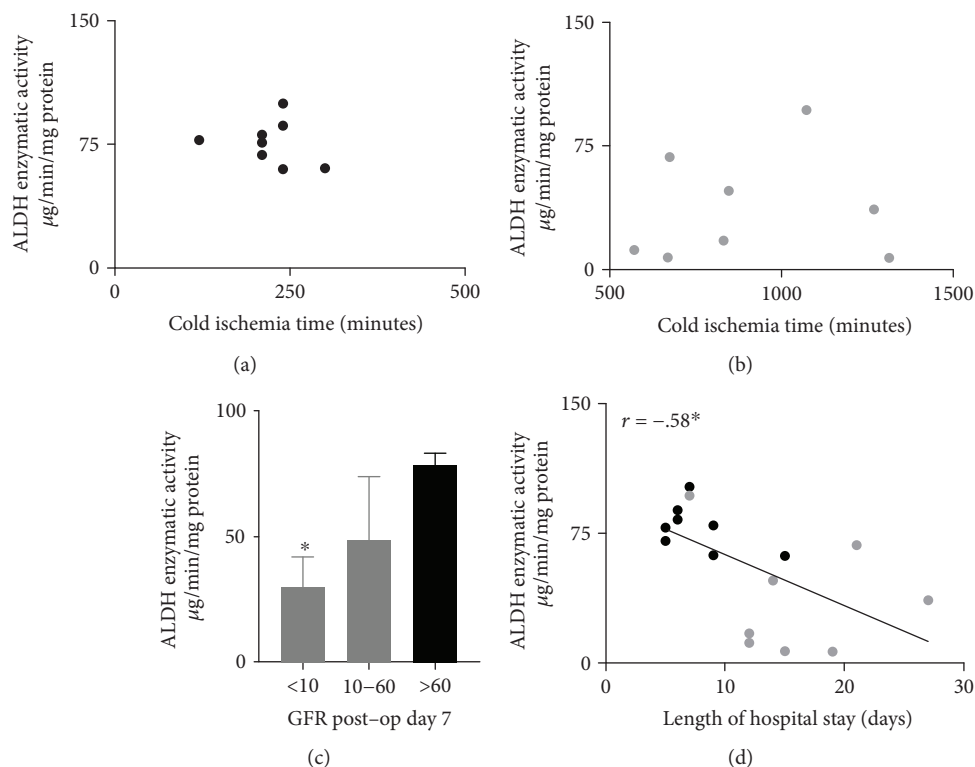 ALDH enzymatic activity
μg/min/mg protein
150
75
0
0
250
500
Cold ischemia time (minutes)
(a)
ALDH enzymatic activity
μg/min/mg protein
150
75
0
500
1000
1500
Cold ischemia time (minutes)
(b)
ALDH enzymatic activity
μg/min/mg protein
100
50
0
*
<10
10−60
>60
GFR post−op day 7
(c)
ALDH enzymatic activity
μg/min/mg protein
150
75
0
r = −.58*
0
10
20
30
Length of hospital stay (days)
(d)